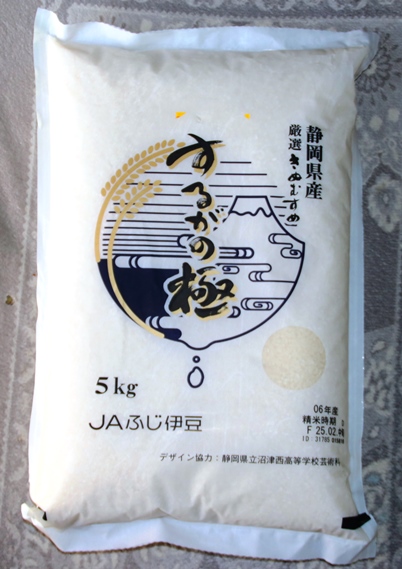 静岡県産
厳選きぬむすめ
するがの極
5kg
JAふじ伊豆
06年産
精米時期
F 25.02.
デザイン協力：静岡県立沼津西高等学校芸術科